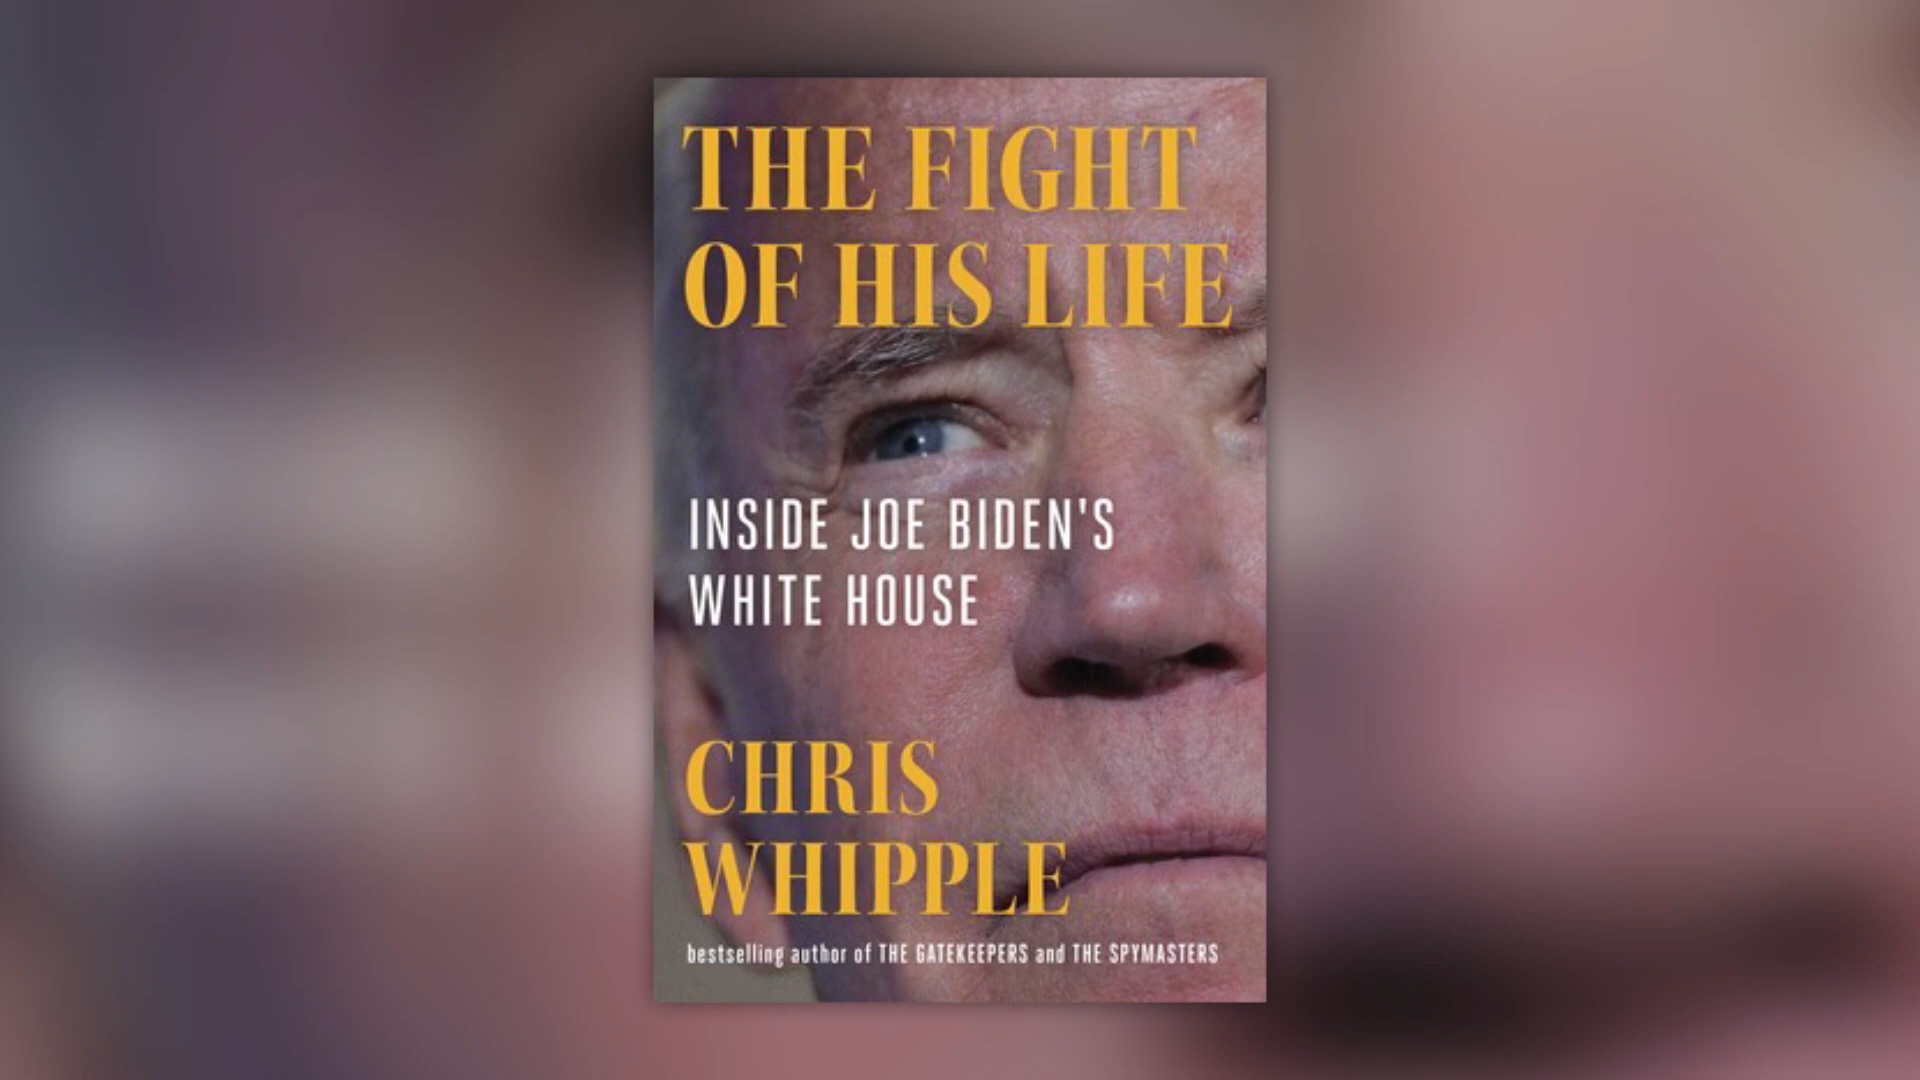 THE FIGHT
OF HIS LIFE
INSIDE JOE BIDEN'S
WHITE HOUSE
CHRIS
WHIPPLE
bestselling author of THE GATEKEEPERS and THE SPYMASTERS